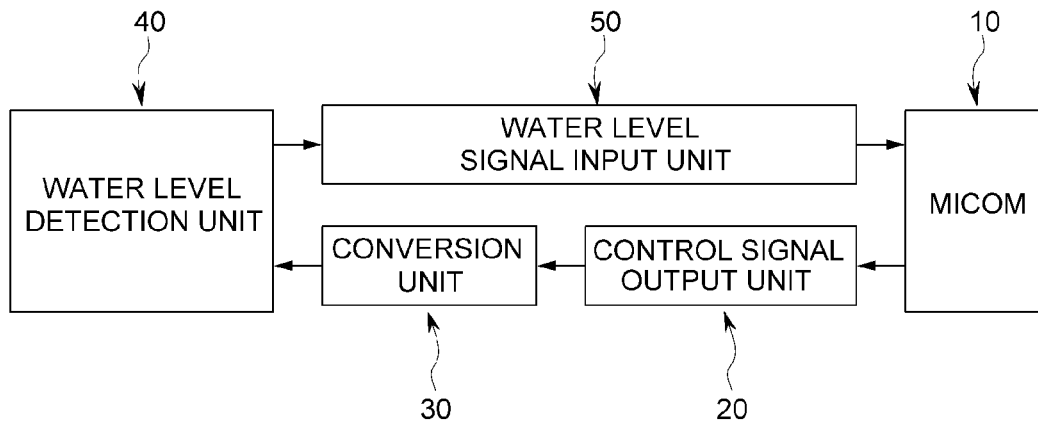 40
50
10
WATER LEVEL
DETECTION UNIT
WATER LEVEL
SIGNAL INPUT UNIT
MICOM
CONVERSION
UNIT
CONTROL SIGNAL
OUTPUT UNIT
30
20